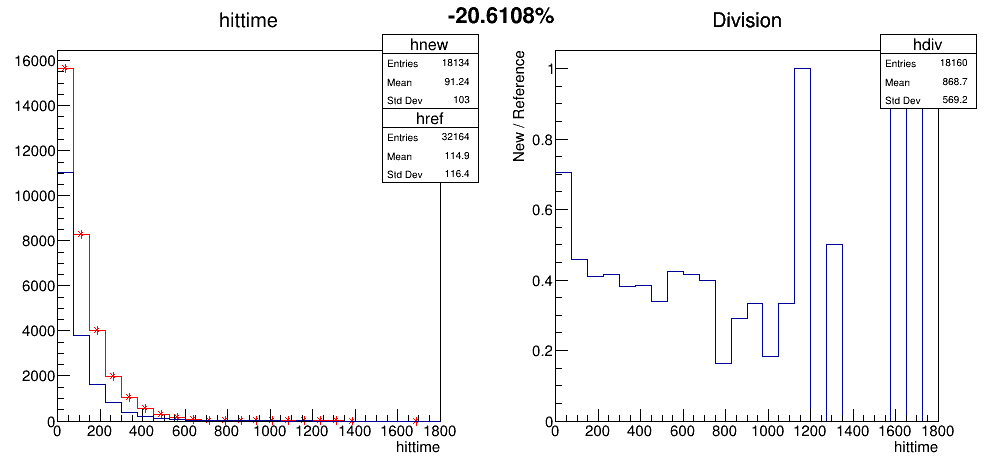 -20.6108%
hittime
hnew
Entries 18134
Mean 91.24
Std Dev 103
href
Entries 32164
Mean 114.9
Std Dev 116.4
16000
14000
12000
10000
8000
6000
4000
2000
0
0 200 400 600 800 1000 1200 1400 1600 1800
hittime
Division
hdiv
Entries 18160
Mean 868.7
Std Dev 569.2
New / Reference
1
0.8
0.6
0.4
0.2
0
0 200 400 600 800 1000 1200 1400 1600 1800
hittime